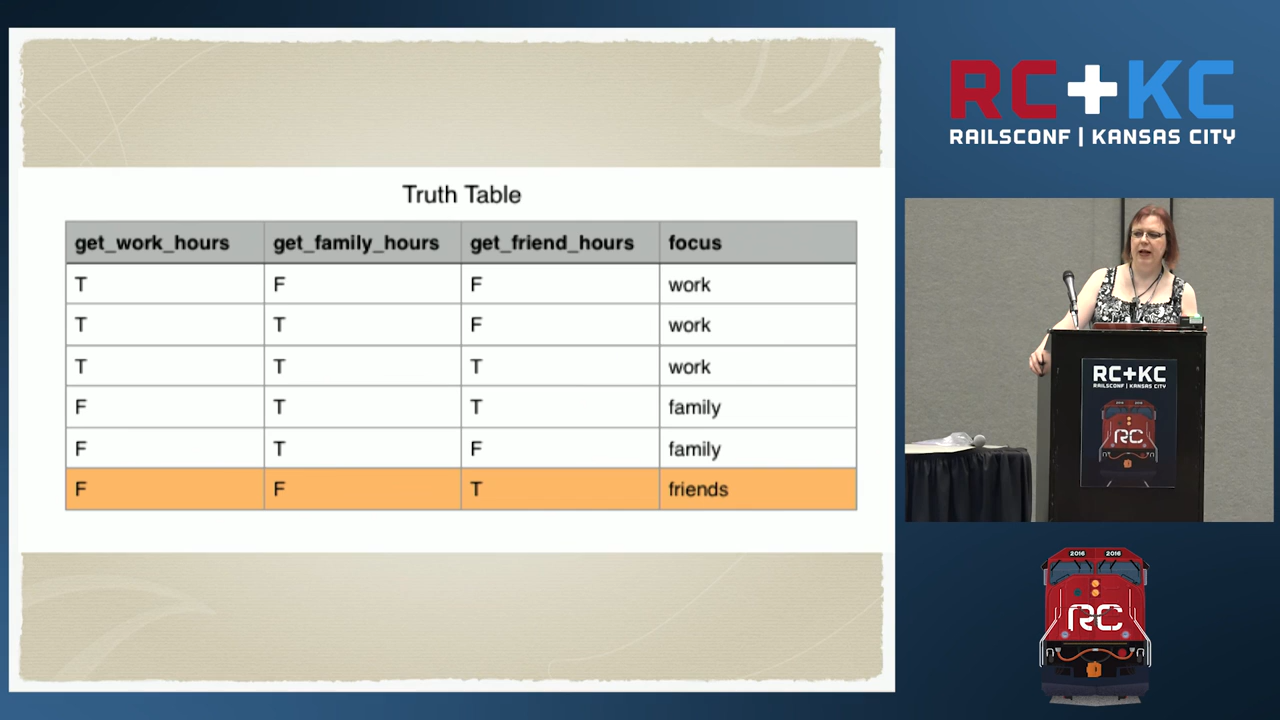 Truth Table
get_work_hours get_family_hours get_friend_hours focus
T F F work
T T F work
T T T work
F T T family
F T F family
F F T friends
RC+KC
RAILSCONF | KANSAS CITY
RC+KC
RAILSCONF | KANSAS CITY
RC
2016 2016
RC